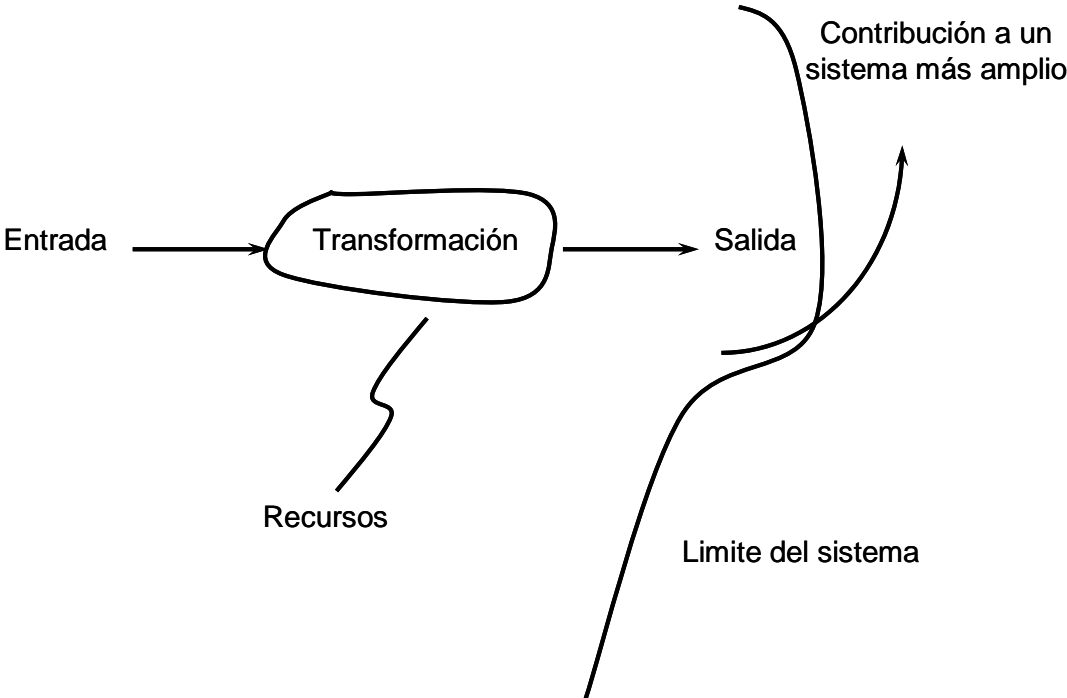 Contribución a un
sistema más amplio
Entrada
Transformación
Salida
Recursos
Limite del sistema